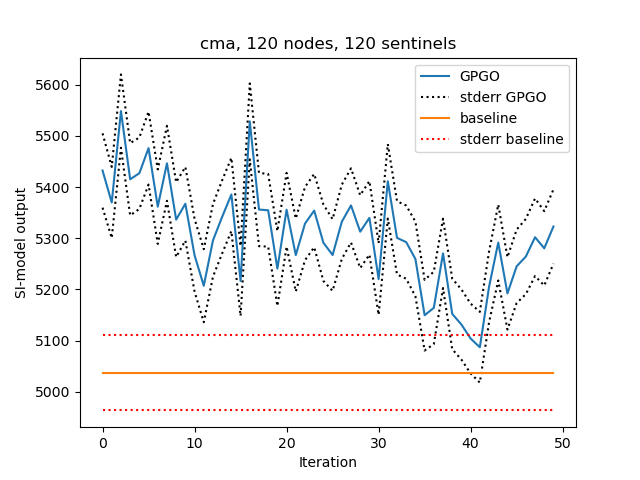 cma, 120 nodes, 120 sentinels
GPGO
stderr GPGO
baseline
stderr baseline
SI-model output
5600
5500
5400
5300
5200
5100
5000
0 10 20 30 40 50
Iteration